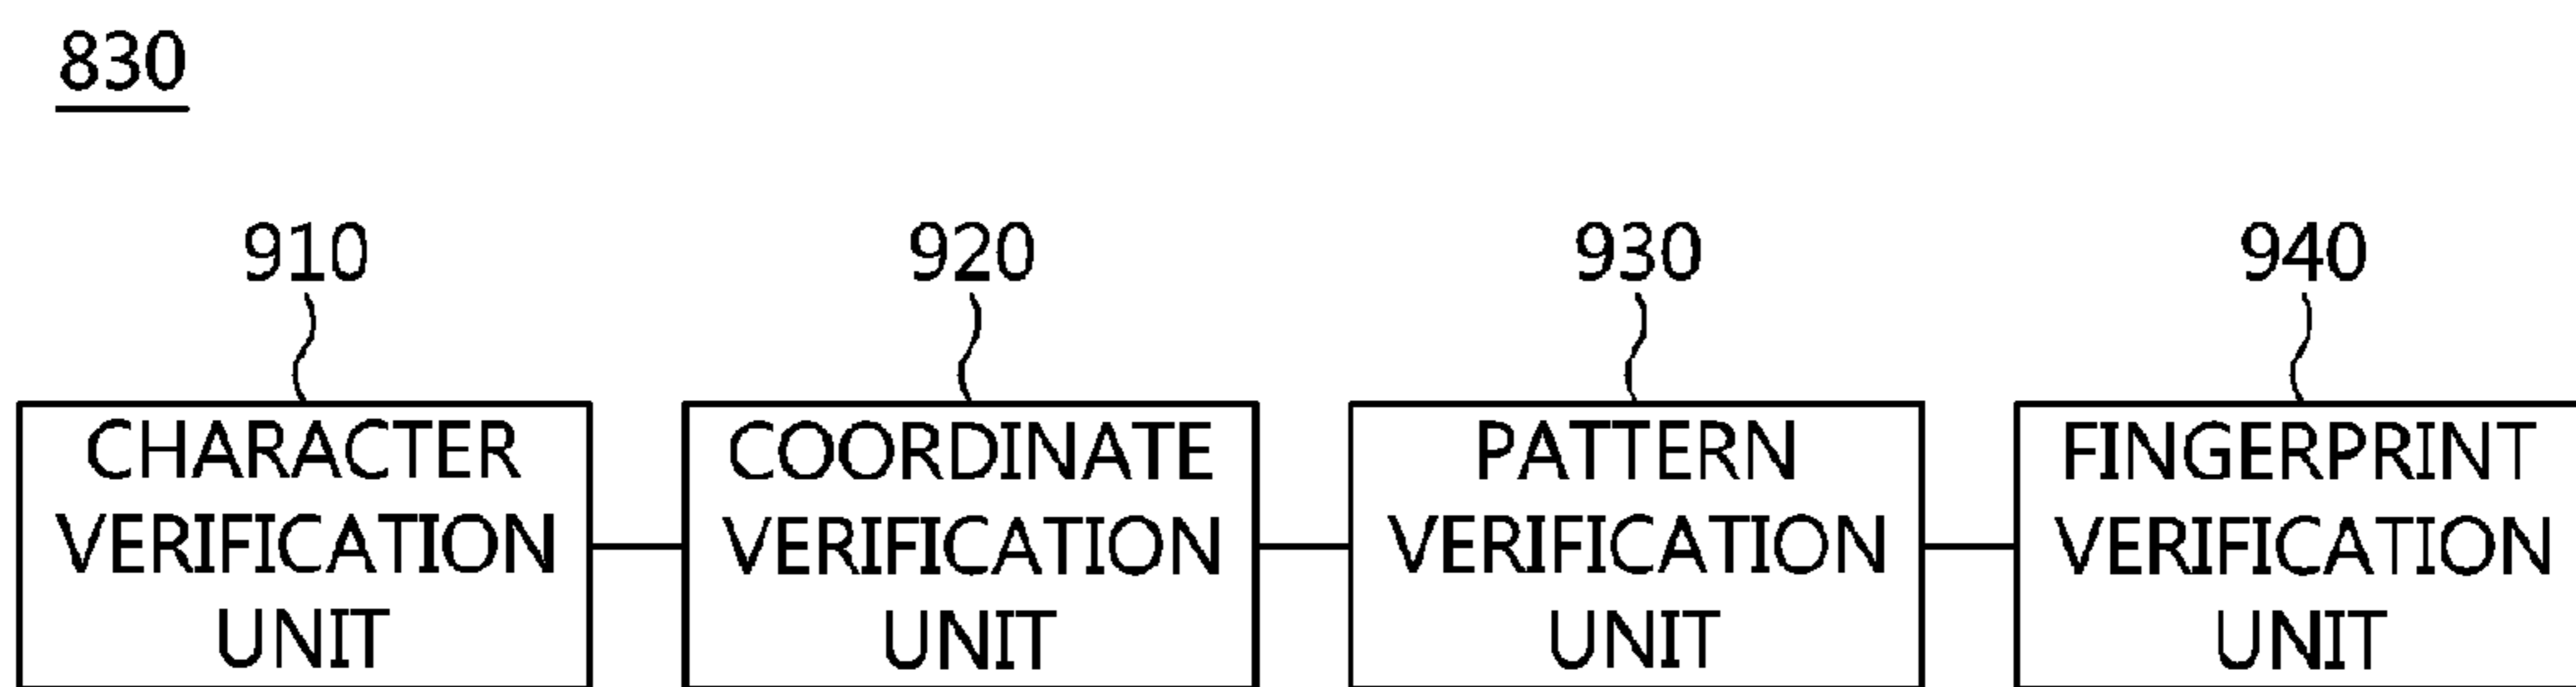 830
910
920
930
940
CHARACTER
VERIFICATION
UNIT
COORDINATE
VERIFICATION
UNIT
PATTERN
VERIFICATION
UNIT
FINGERPRINT
VERIFICATION
UNIT